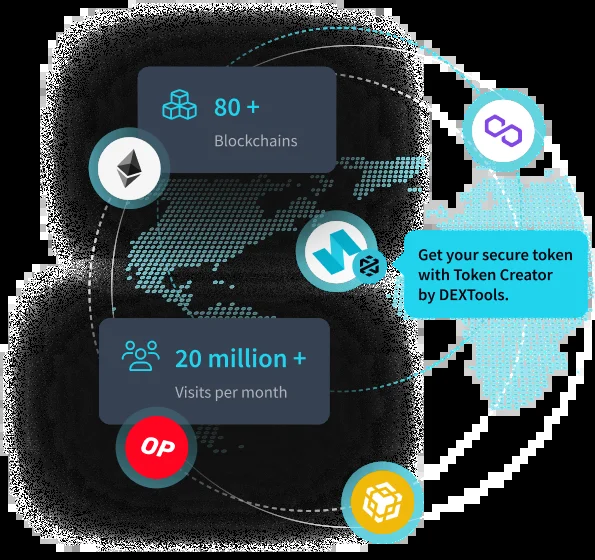 80 +
Blockchains
Get your secure token
with Token Creator
by DEXTools.
20 million +
Visits per month
OP